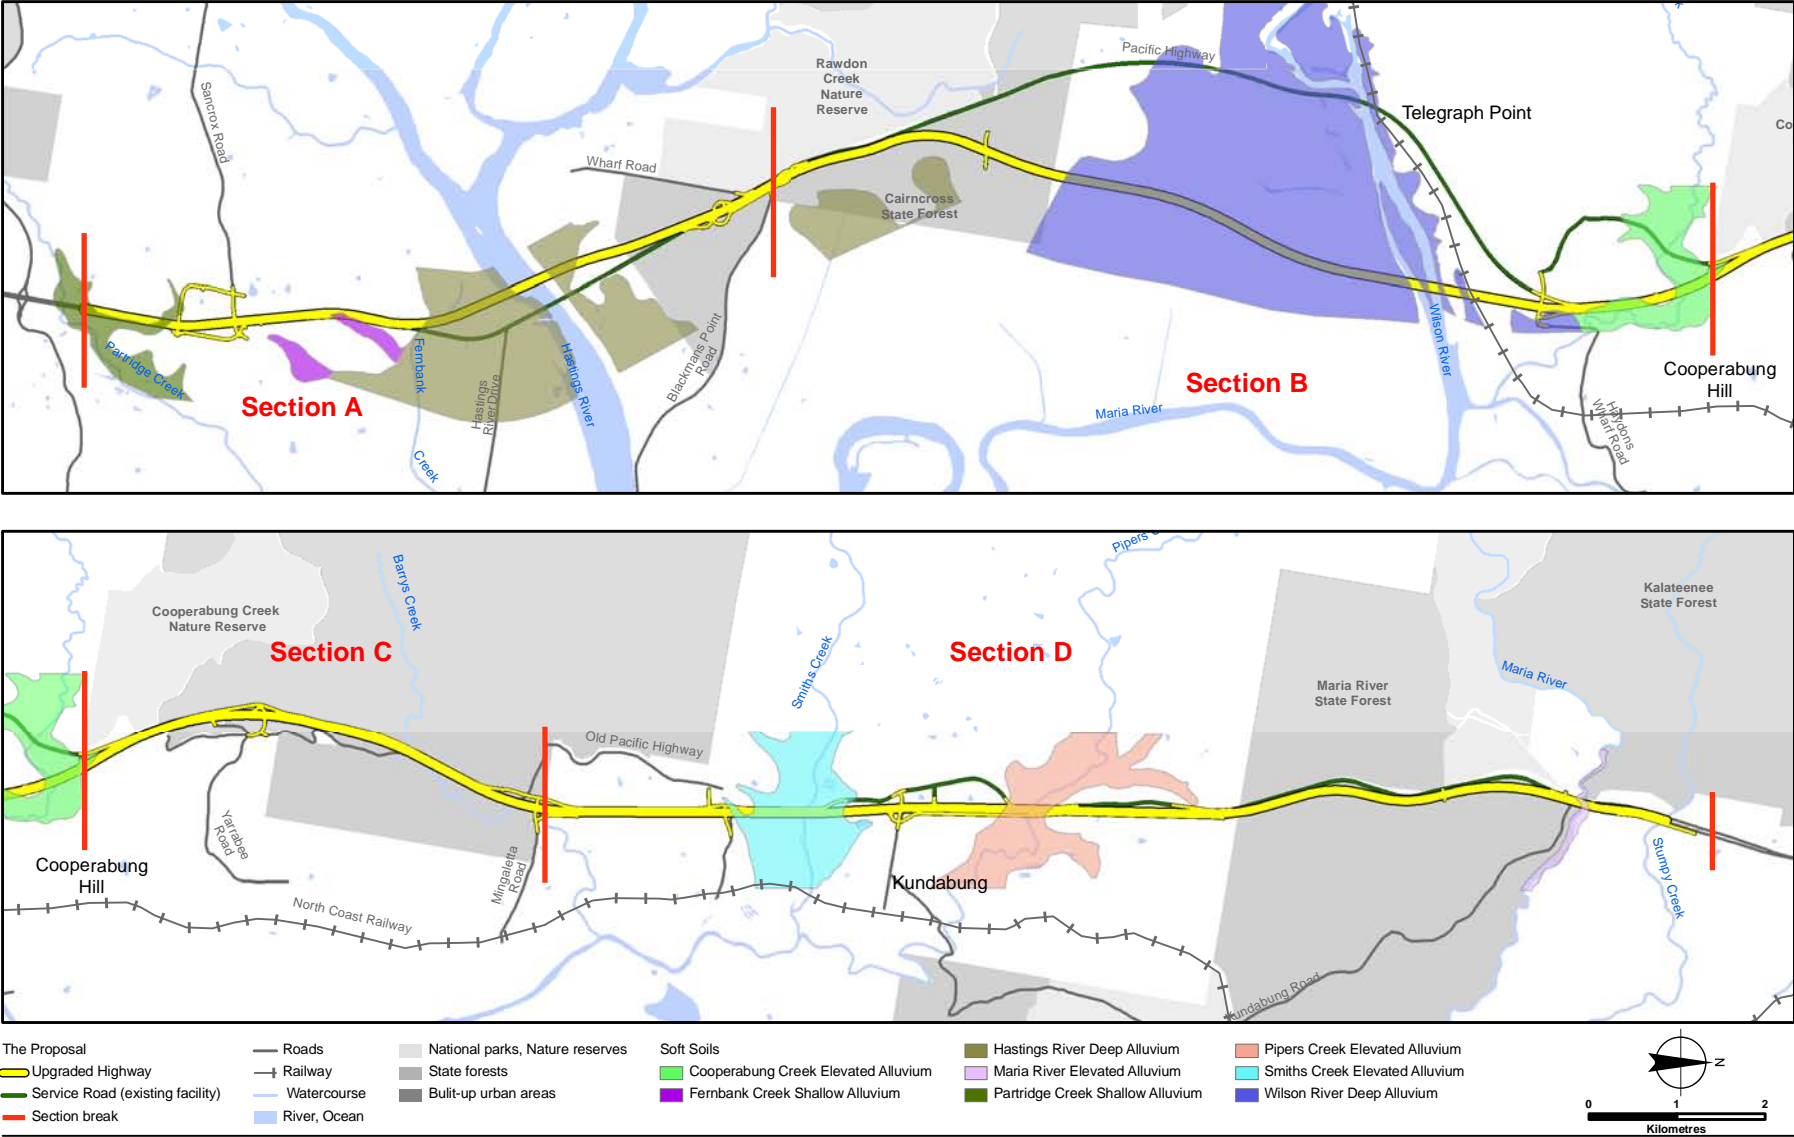 Pacific Highway
Rawdon
Creek
Nature
Reserve
Telegraph Point
Co
Sancrox Road
Wharf Road
Cairncross
State Forest
Partridge Creek
Section A
Fernbank
Creek
Hastings
River Drive
Hastings River
Blackmans Point
Road
Section B
Maria River
Wilson River
Cooperabung
Hill
Haydons
Wharf Road
Barrys Creek
Pipers C
Cooperabung Creek
Nature Reserve
Section C
Smiths Creek
Section D
Kalateenee
State Forest
Maria River
Maria River
State Forest
Old Pacific Highway
Yarrabee
Road
Cooperabung
Hill
Mingaletta
Road
Kundabung
Stumpy Creek
North Coast Railway
Kundabung Road
The Proposal
Upgraded Highway
Service Road (existing facility)
Section break
Roads
Railway
Watercourse
River, Ocean
National parks, Nature reserves
State forests
Bulit-up urban areas
Soft Soils
Cooperabung Creek Elevated Alluvium
Fernbank Creek Shallow Alluvium
Hastings River Deep Alluvium
Maria River Elevated Alluvium
Partridge Creek Shallow Alluvium
Pipers Creek Elevated Alluvium
Smiths Creek Elevated Alluvium
Wilson River Deep Alluvium
N
0 1 2
Kilometres